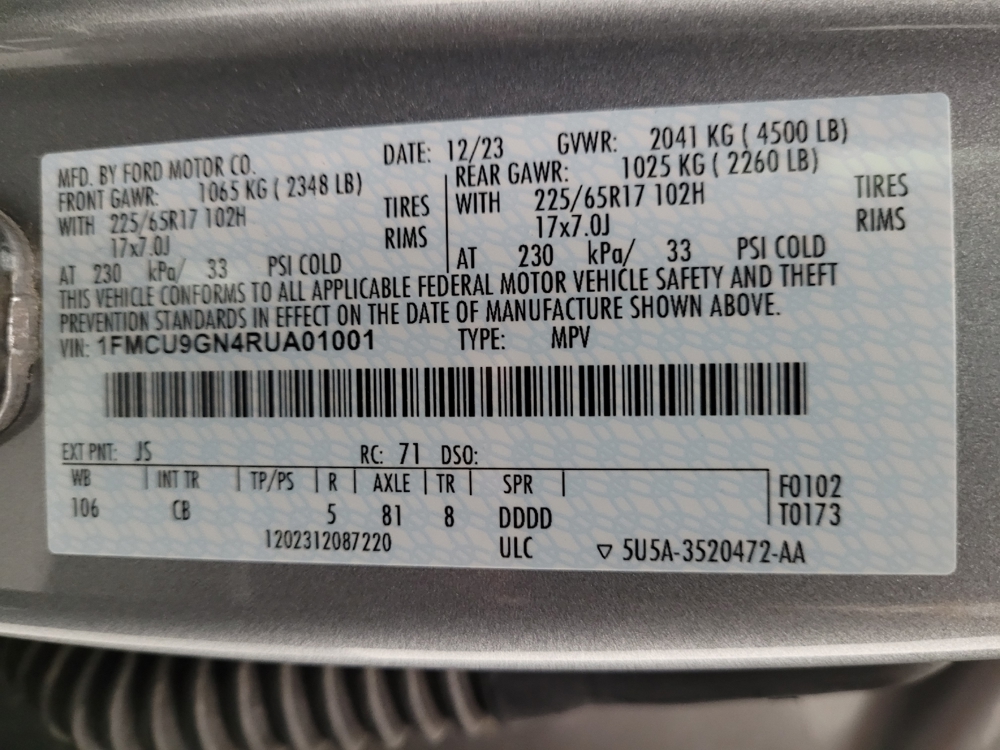 MFD. BY FORD MOTOR CO. DATE: 12/23 GVWR: 2041 KG ( 4500 LB)
FRONT GAWR: 1065 KG ( 2348 LB) REAR GAWR: 1025 KG ( 2260 LB)
WITH 225/65R17 102H TIRES WITH 225/65R17 102H TIRES
17x7.0J RIMS 17x7.0J RIMS
AT 230 kPa/ 33 PSI COLD AT 230 kPa/ 33 PSI COLD
THIS VEHICLE CONFORMS TO ALL APPLICABLE FEDERAL MOTOR VEHICLE SAFETY AND THEFT
PREVENTION STANDARDS IN EFFECT ON THE DATE OF MANUFACTURE SHOWN ABOVE.
VIN: 1FMCU9GN4RUA01001 TYPE: MPV
EXT PNT: JS RC: 71 DSO:
WB INT TR TP/PS R AXLE TR SPR F0102
106 CB 5 81 8 DDDD T0173
1202312087220 ULC ▽ 5U5A-3520472-AA